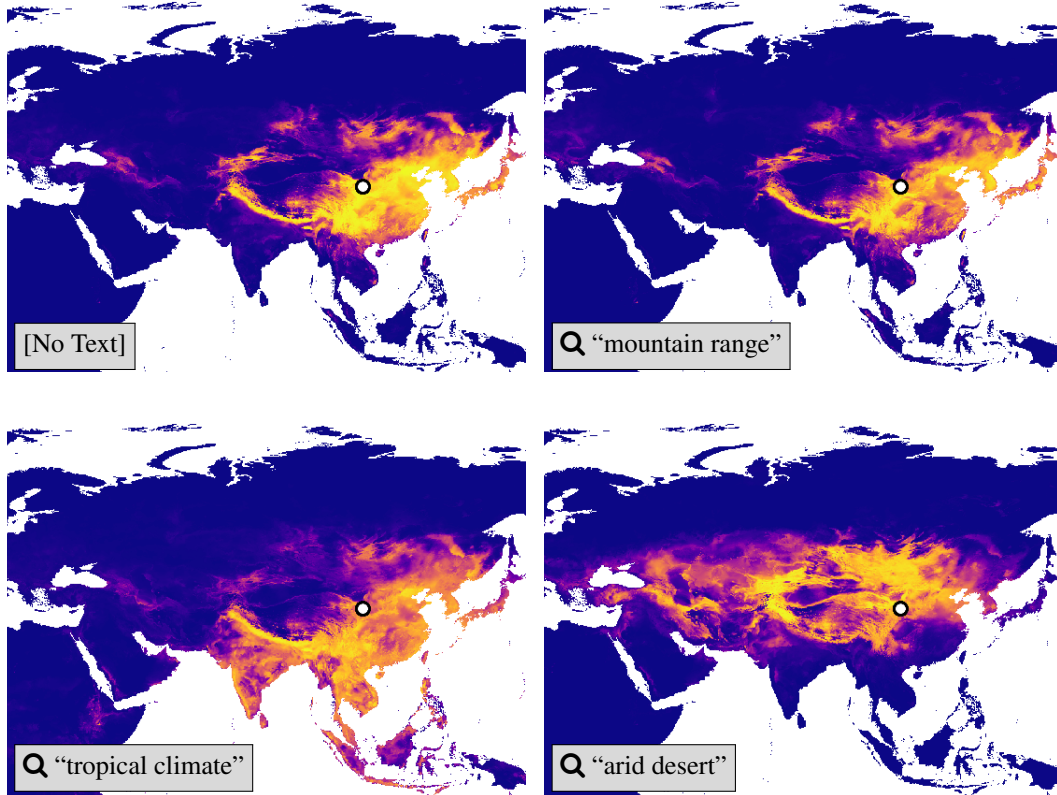 [No Text]
“mountain range”
“tropical climate”
“arid desert”